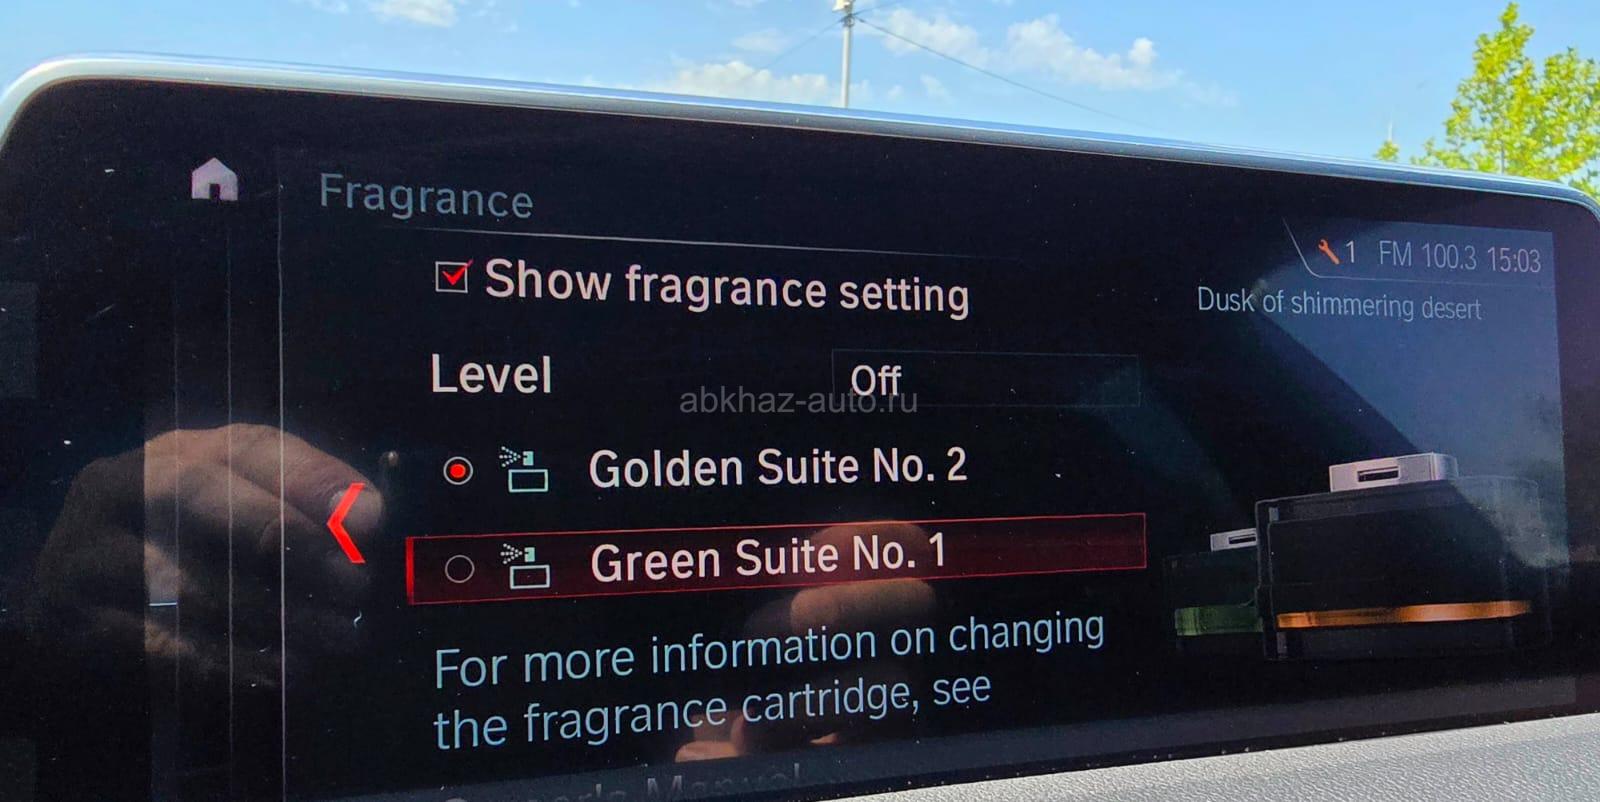 Fragrance
1 FM 100.3 15:03
Show fragrance setting
Dusk of shimmering desert
Level
Off
abkhaz-auto.ru
Golden Suite No. 2
Green Suite No. 1
For more information on changing
the fragrance cartridge, see